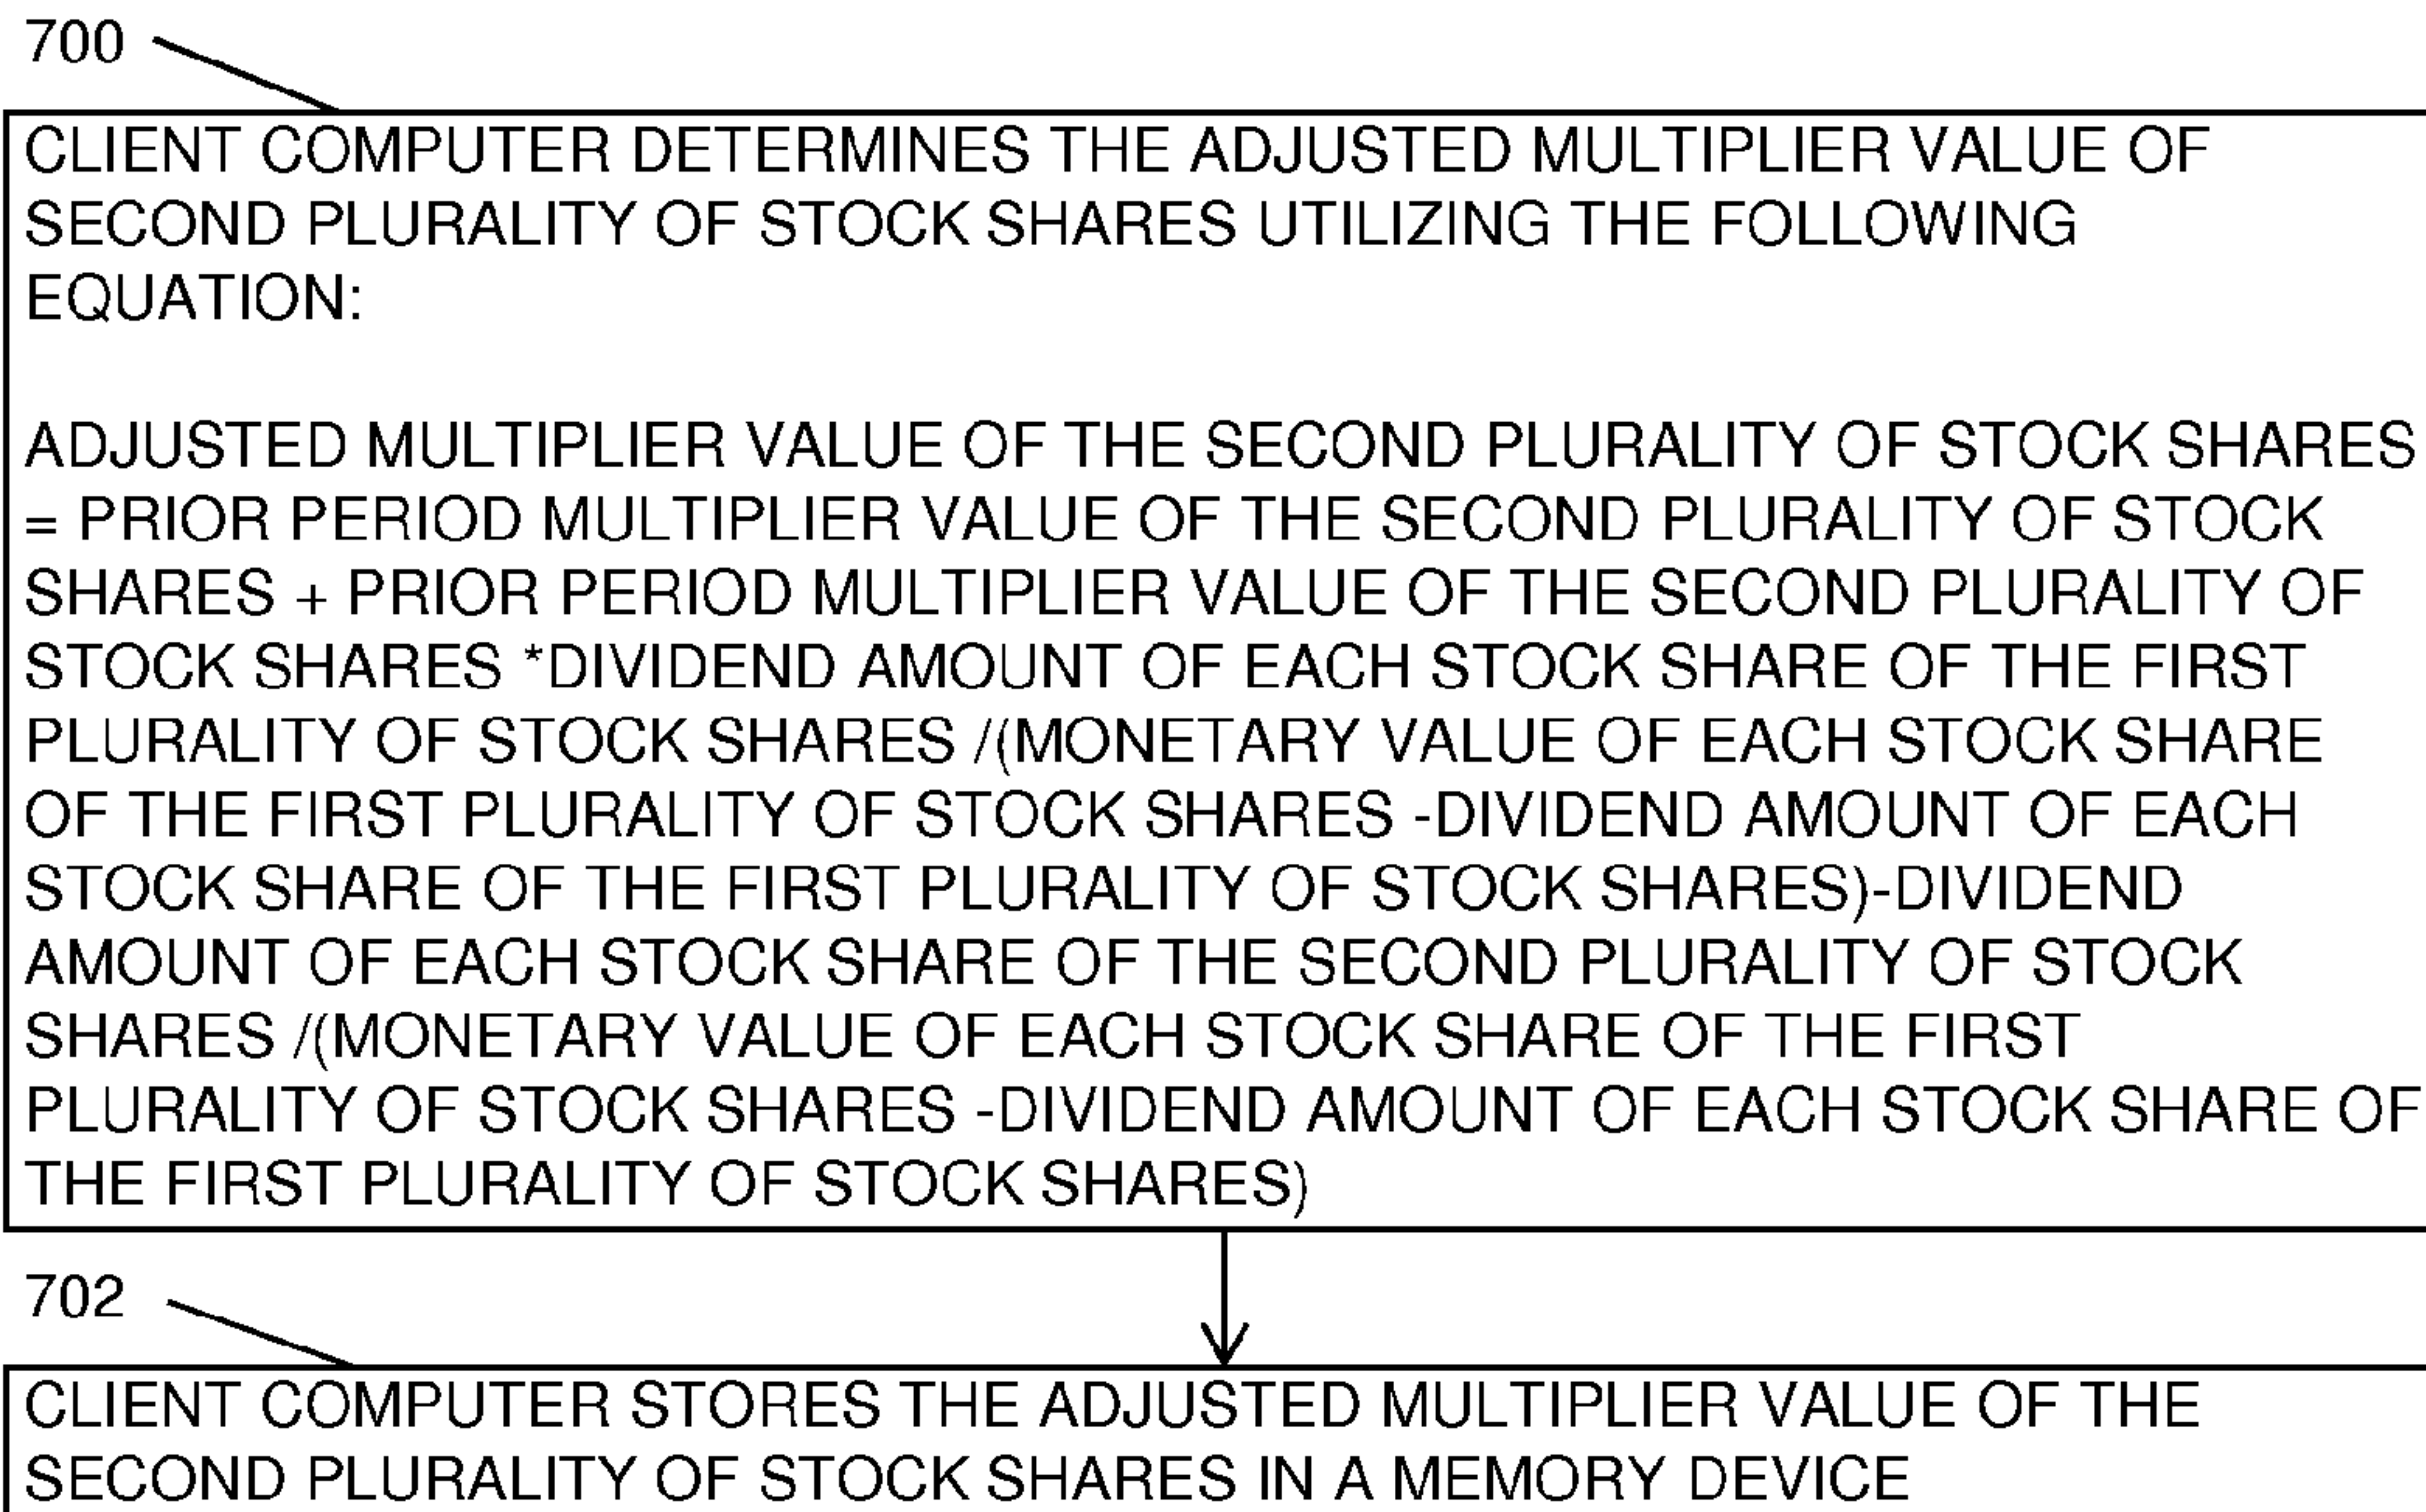 700
CLIENT COMPUTER DETERMINES THE ADJUSTED MULTIPLIER VALUE OF
SECOND PLURALITY OF STOCK SHARES UTILIZING THE FOLLOWING
EQUATION:
ADJUSTED MULTIPLIER VALUE OF THE SECOND PLURALITY OF STOCK SHARES
= PRIOR PERIOD MULTIPLIER VALUE OF THE SECOND PLURALITY OF STOCK
SHARES + PRIOR PERIOD MULTIPLIER VALUE OF THE SECOND PLURALITY OF
STOCK SHARES *DIVIDEND AMOUNT OF EACH STOCK SHARE OF THE FIRST
PLURALITY OF STOCK SHARES /(MONETARY VALUE OF EACH STOCK SHARE
OF THE FIRST PLURALITY OF STOCK SHARES -DIVIDEND AMOUNT OF EACH
STOCK SHARE OF THE FIRST PLURALITY OF STOCK SHARES)-DIVIDEND
AMOUNT OF EACH STOCK SHARE OF THE SECOND PLURALITY OF STOCK
SHARES /(MONETARY VALUE OF EACH STOCK SHARE OF THE FIRST
PLURALITY OF STOCK SHARES -DIVIDEND AMOUNT OF EACH STOCK SHARE OF
THE FIRST PLURALITY OF STOCK SHARES)
702
CLIENT COMPUTER STORES THE ADJUSTED MULTIPLIER VALUE OF THE
SECOND PLURALITY OF STOCK SHARES IN A MEMORY DEVICE